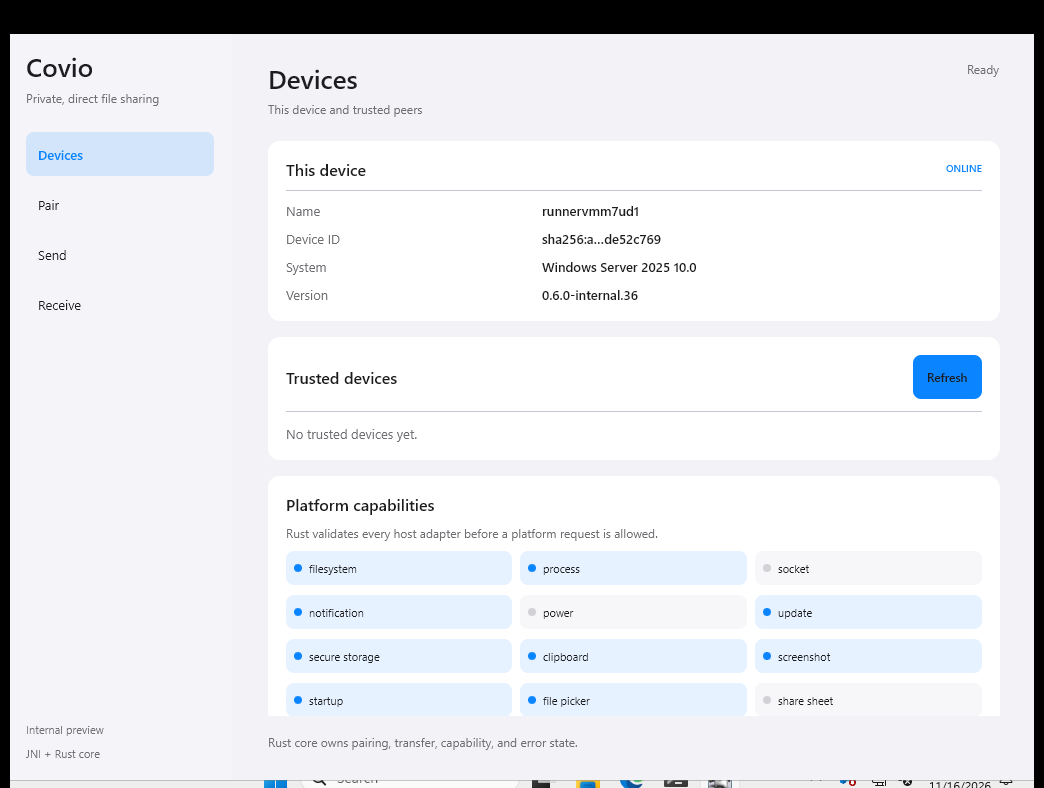 Covio
Private, direct file sharing
Devices
Pair
Send
Receive
Internal preview
JNI + Rust core
Devices
This device and trusted peers
Ready
This device
ONLINE
Name runnervmm7ud1
Device ID sha256:a...de52c769
System Windows Server 2025 10.0
Version 0.6.0-internal.36
Trusted devices
Refresh
No trusted devices yet.
Platform capabilities
Rust validates every host adapter before a platform request is allowed.
filesystem process socket
notification power update
secure storage clipboard screenshot
startup file picker share sheet
Rust core owns pairing, transfer, capability, and error state.
Search
11/16/2026